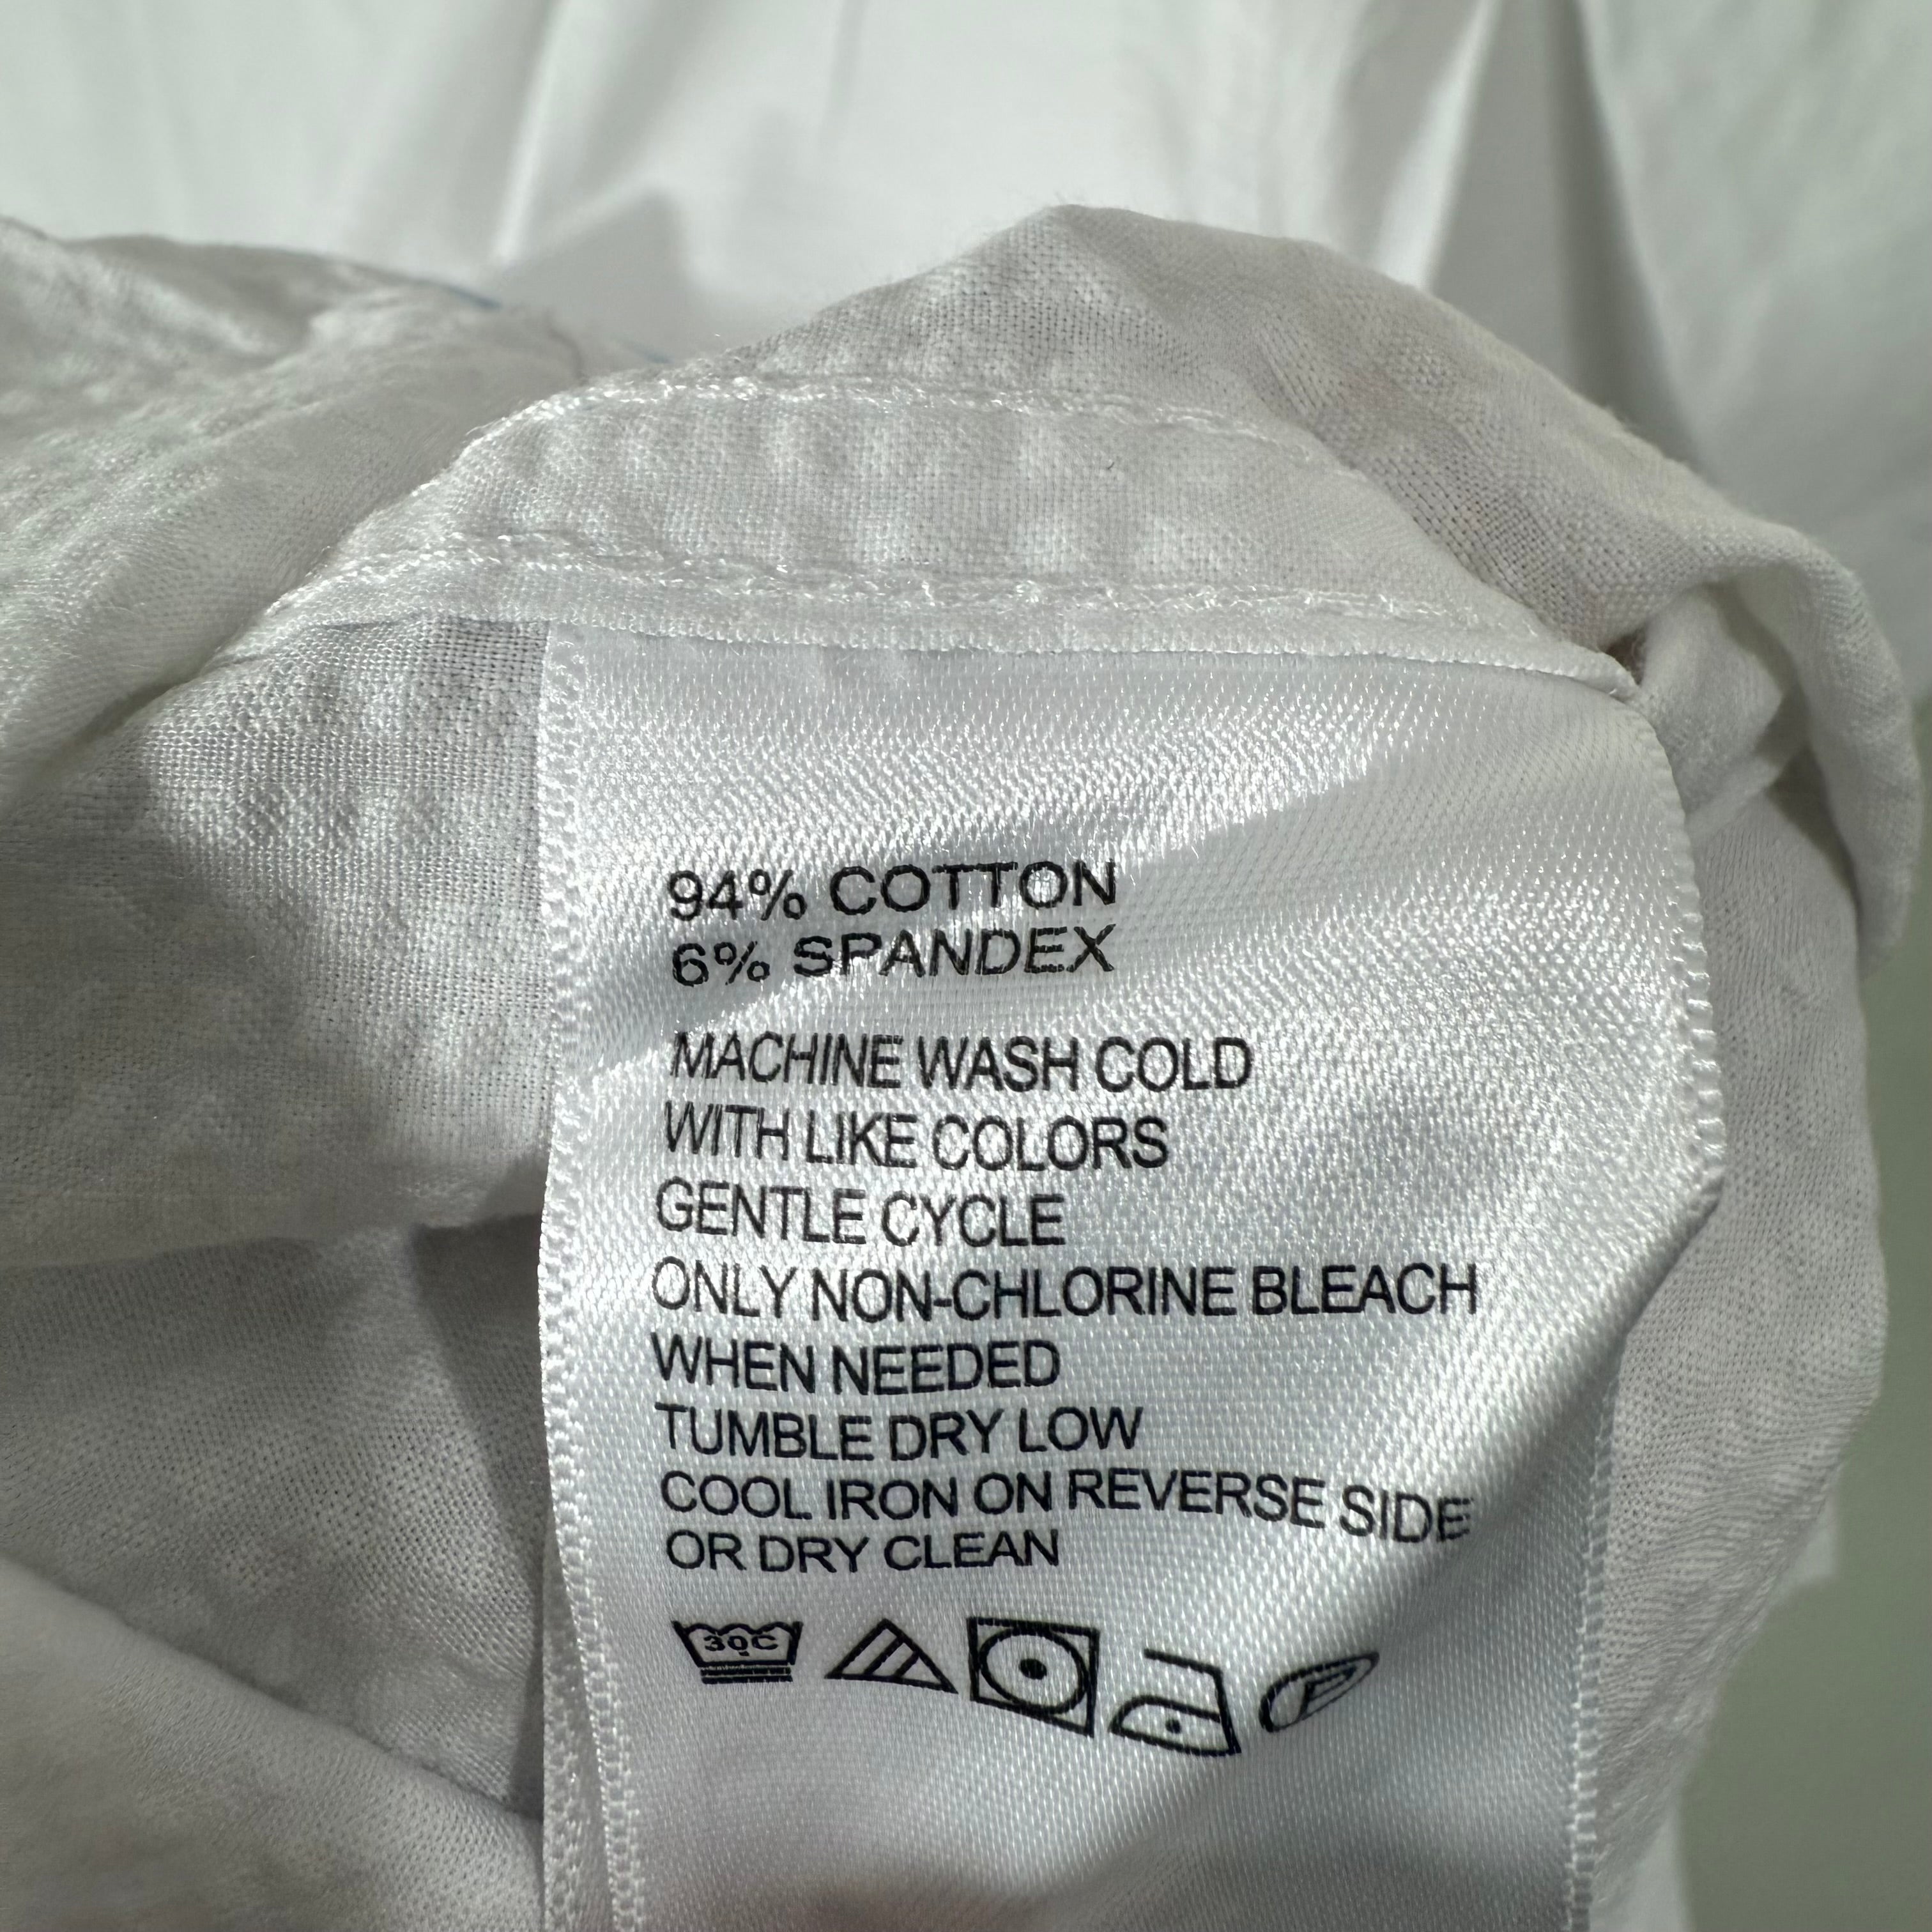 94% COTTON
6% SPANDEX
MACHINE WASH COLD
WITH LIKE COLORS
GENTLE CYCLE
ONLY NON-CHLORINE BLEACH
WHEN NEEDED
TUMBLE DRY LOW
COOL IRON ON REVERSE SIDE
OR DRY CLEAN
30C P